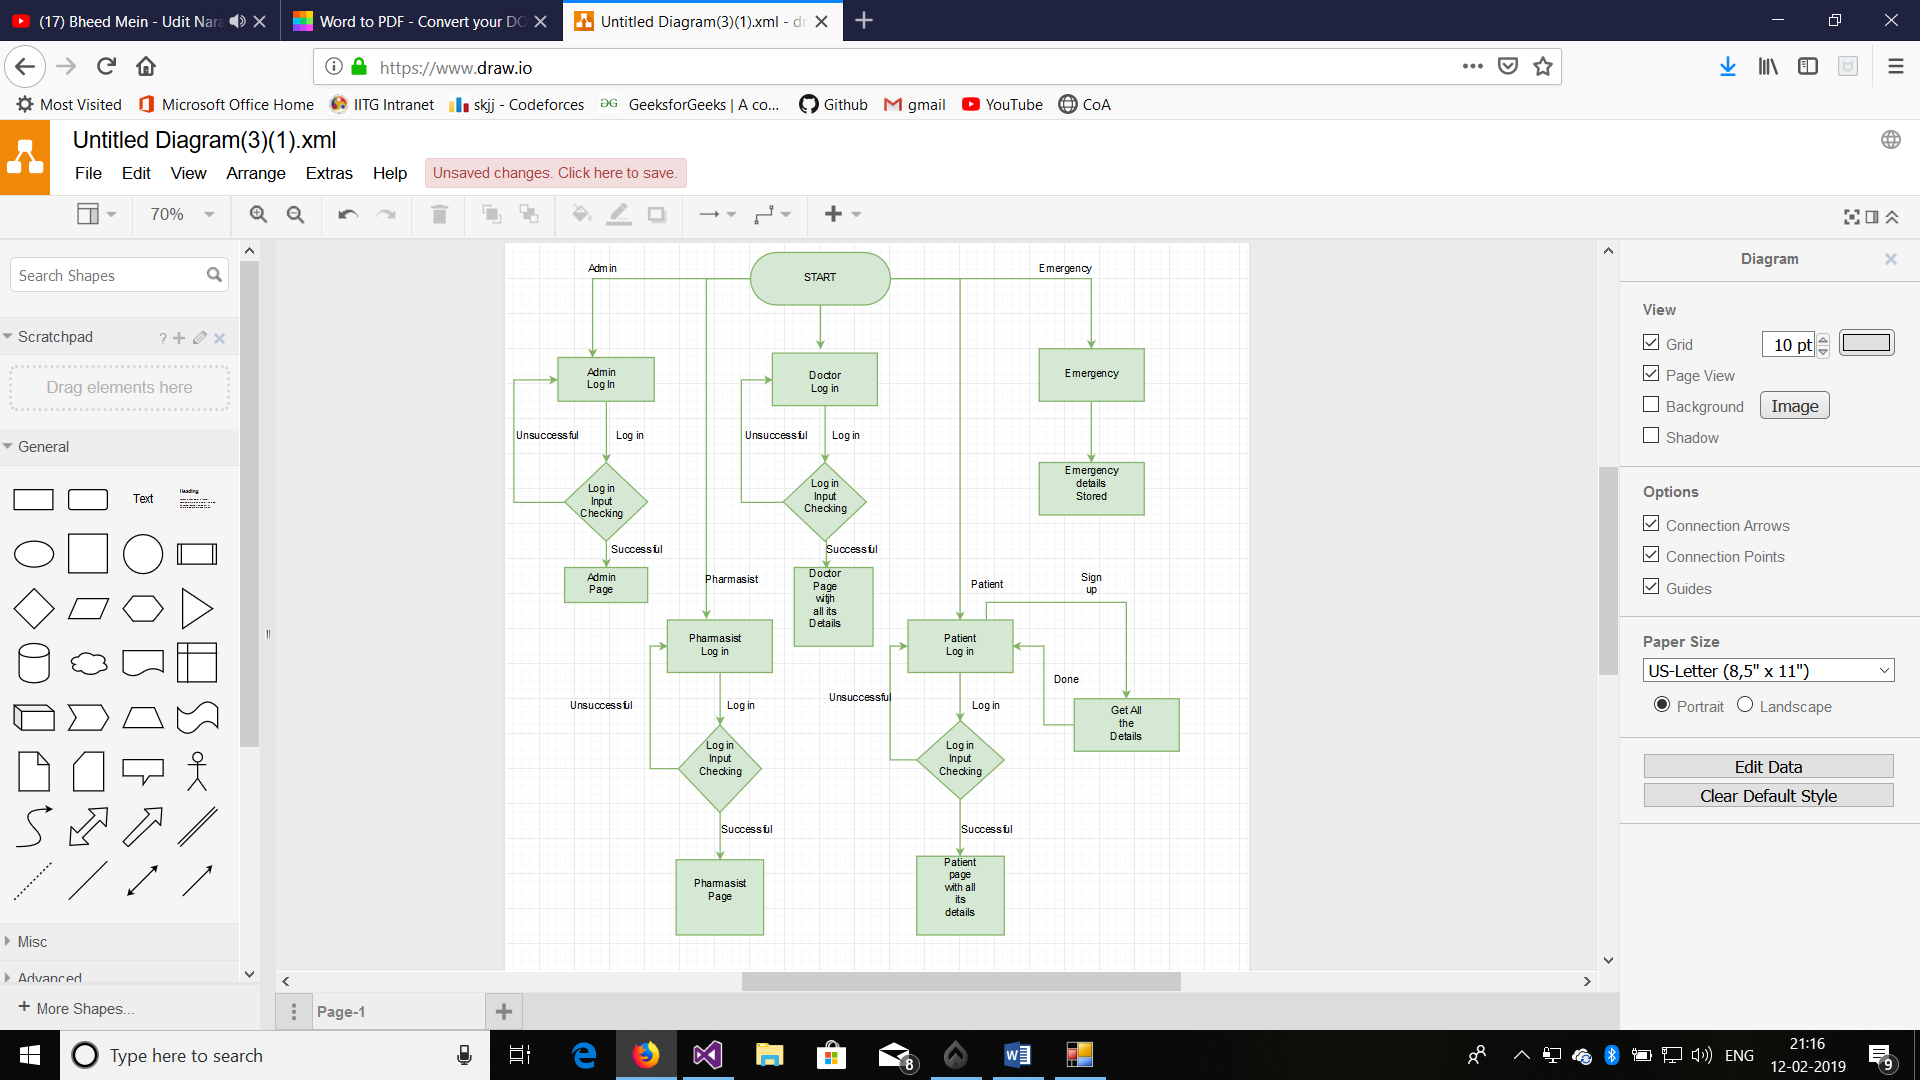 (17) Bheed Mein - Udit Nara
Word to PDF - Convert your DO
Untitled Diagram(3)(1).xml - dr
https://www.draw.io
Most Visited
Microsoft Office Home
IITG Intranet
skjj - Codeforces
GeeksforGeeks | A co...
Github
gmail
YouTube
CoA
Untitled Diagram(3)(1).xml
File Edit View Arrange Extras Help
Unsaved changes. Click here to save.
70%
Search Shapes
Scratchpad
?
Drag elements here
General
Text
Heading
Misc
Advanced
+ More Shapes...
Admin
START
Emergency
Admin
Log In
Doctor
Log in
Emergency
Unsuccessful
Log in
Unsuccessful
Log in
Emergency
details
Stored
Log in
Input
Checking
Log in
Input
Checking
Successful
Successful
Admin
Page
Pharmasist
Doctor
Page
witjh
all its
Details
Patient
Sign
up
Pharmasist
Log in
Patient
Log in
Unsuccessful
Log in
Unsuccessful
Log in
Done
Get All
the
Details
Log in
Input
Checking
Log in
Input
Checking
Successful
Successful
Pharmasist
Page
Patient
page
with all
its
details
Page-1
Diagram
View
Grid
10 pt
Page View
Background
Image
Shadow
Options
Connection Arrows
Connection Points
Guides
Paper Size
US-Letter (8,5" x 11")
Portrait
Landscape
Edit Data
Clear Default Style
Type here to search
8
ENG
21:16
12-02-2019
9